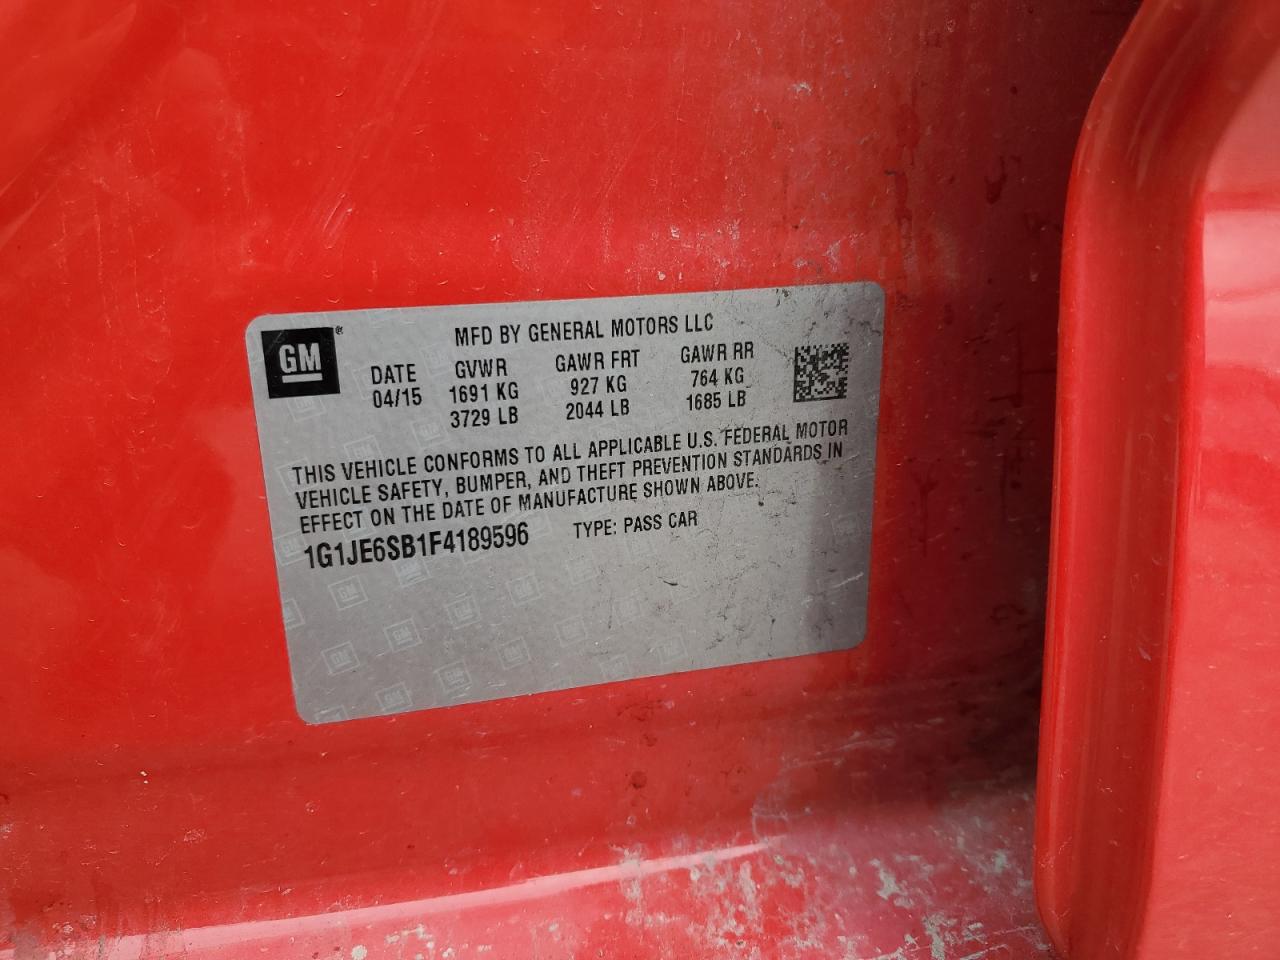 GM®
MFD BY GENERAL MOTORS LLC
DATE GVWR GAWR FRT GAWR RR
04/15 1691 KG 927 KG 764 KG
3729 LB 2044 LB 1685 LB
THIS VEHICLE CONFORMS TO ALL APPLICABLE U.S. FEDERAL MOTOR
VEHICLE SAFETY, BUMPER, AND THEFT PREVENTION STANDARDS IN
EFFECT ON THE DATE OF MANUFACTURE SHOWN ABOVE.
1G1JE6SB1F4189596 TYPE: PASS CAR